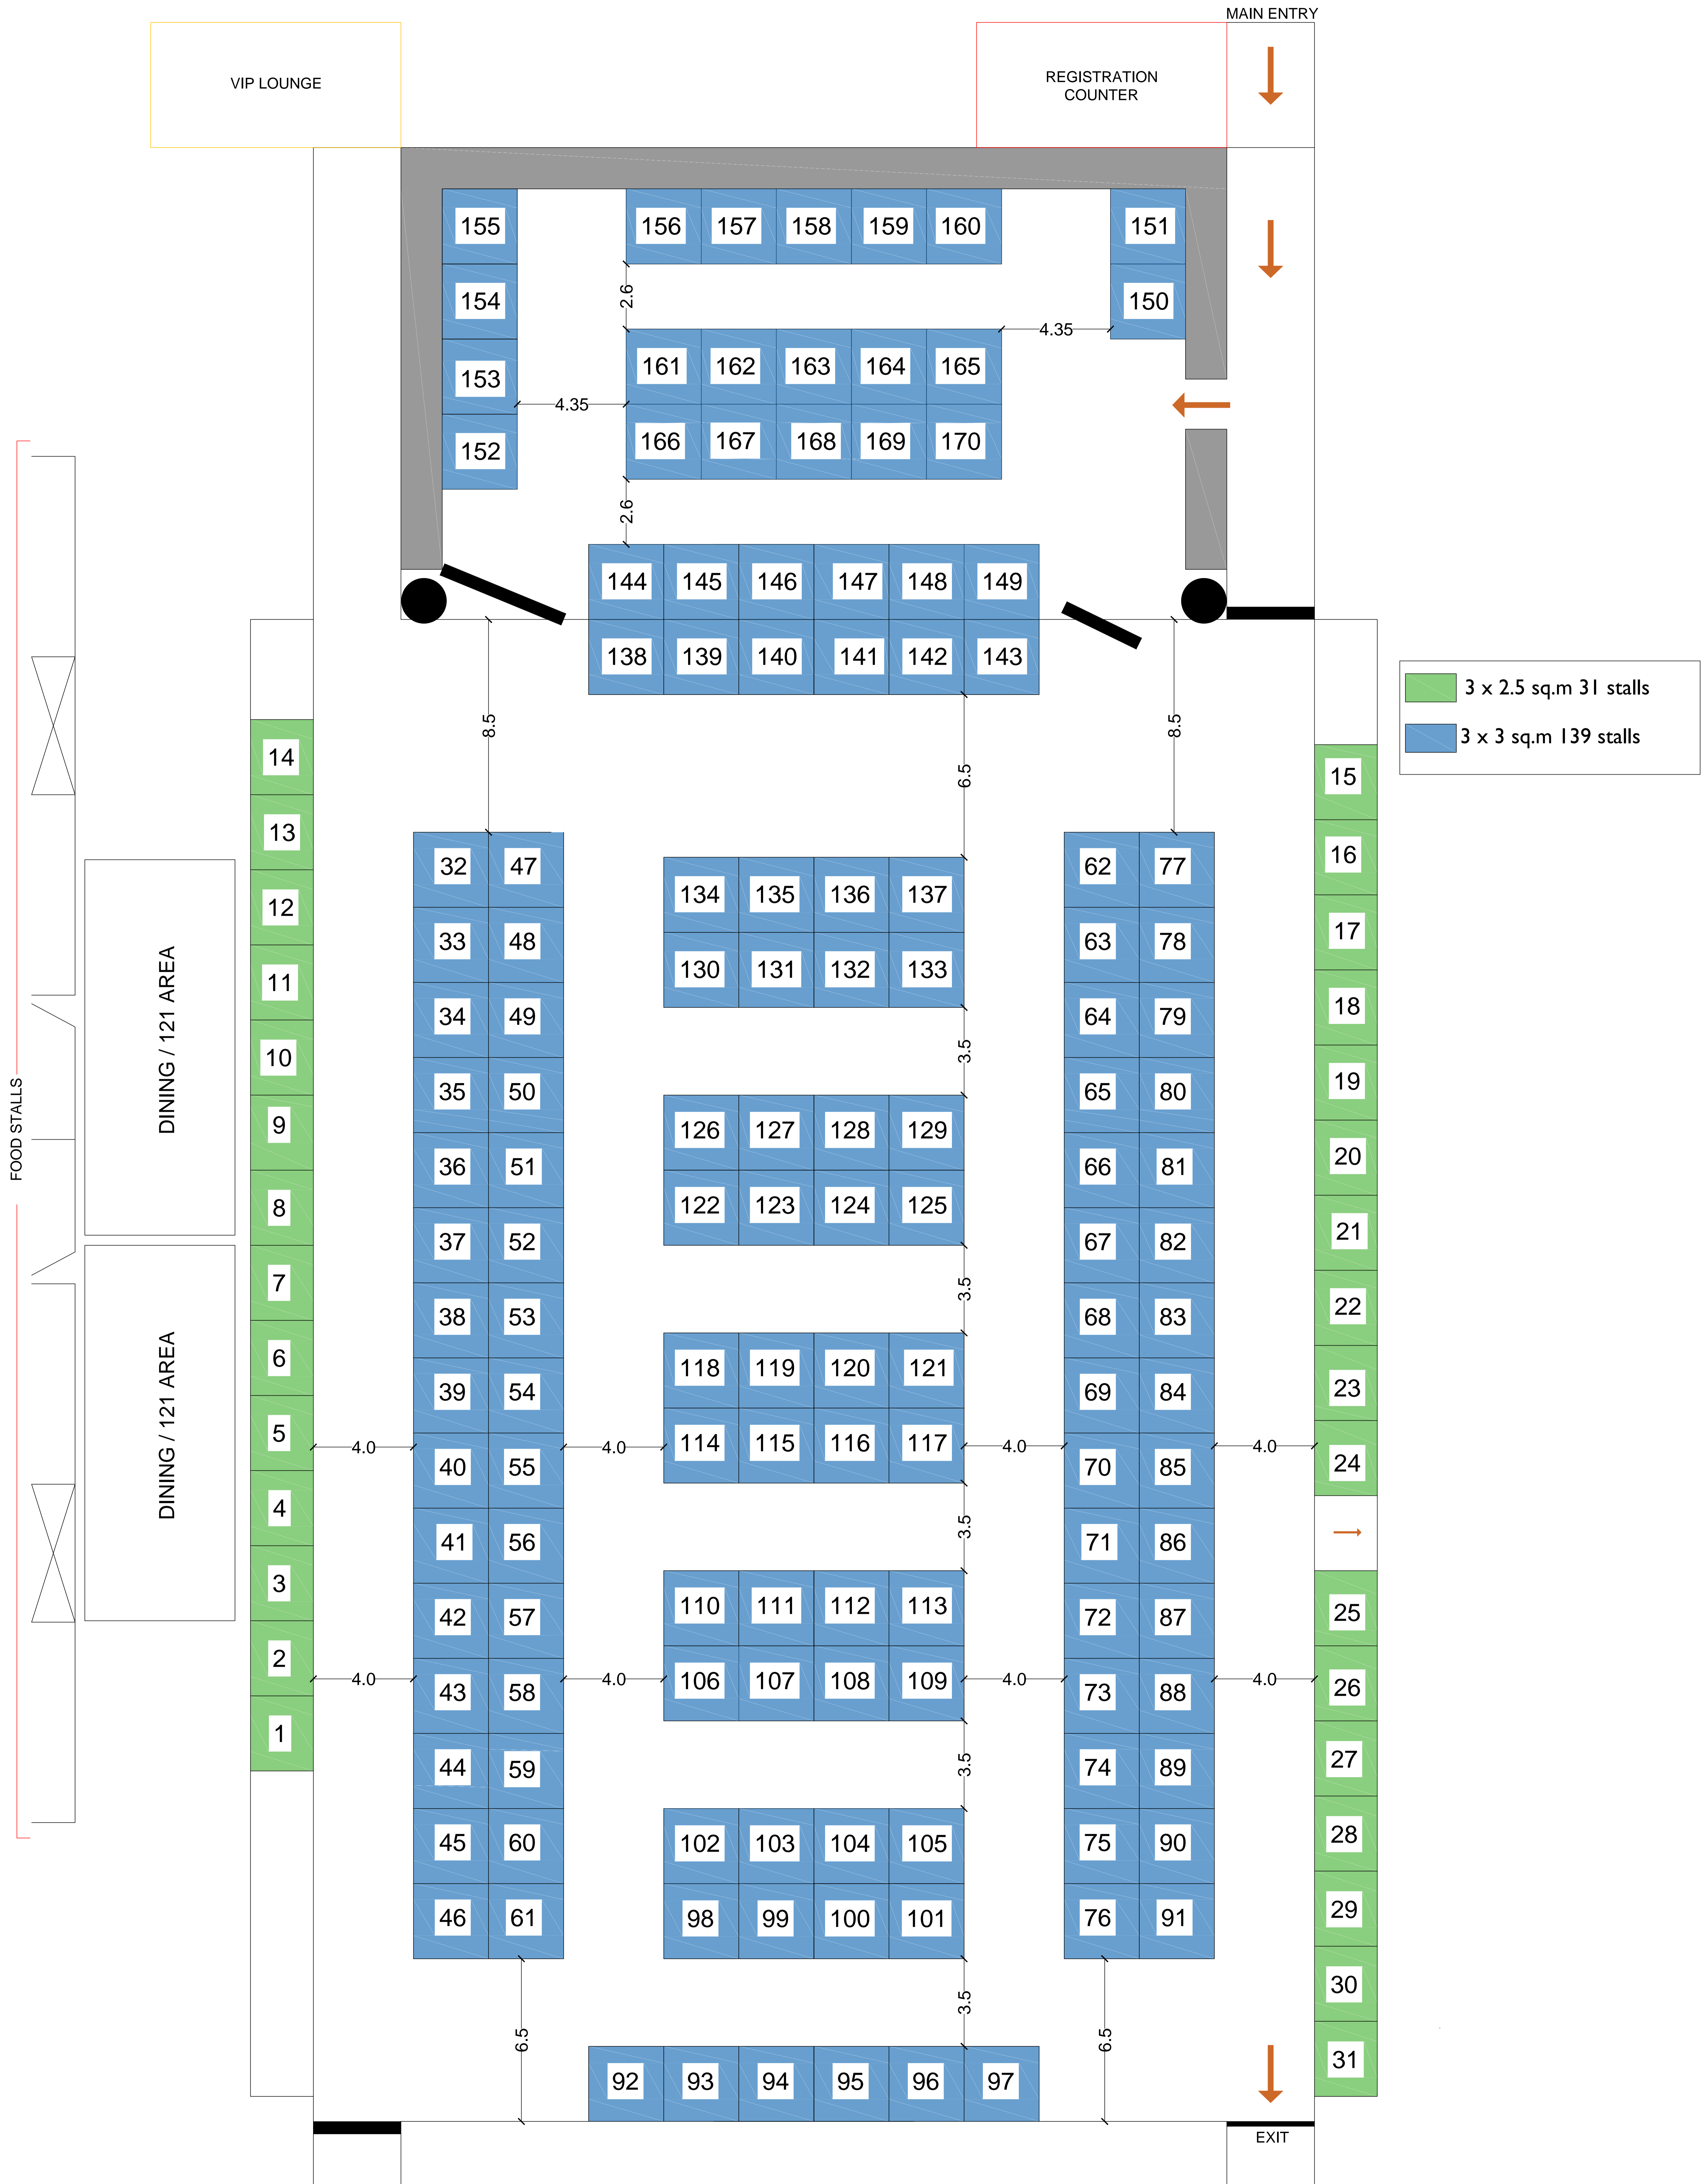 MAIN ENTRY
VIP LOUNGE
REGISTRATION
COUNTER
155
156 157 158 159 160
151
154
2.6
150
4.35
161 162 163 164 165
153
4.35
166 167 168 169 170
152
2.6
144 145 146 147 148 149
138 139 140 141 142 143
3 x 2.5 sq.m 31 stalls
3 x 3 sq.m 139 stalls
8.5
8.5
6.5
14
13
12
11
10
9
8
7
6
5
4
3
2
1
15
16
17
18
19
20
21
22
23
24
25
26
27
28
29
30
31
FOOD STALLS
DINING / 121 AREA
DINING / 121 AREA
32 47
33 48
34 49
35 50
36 51
37 52
38 53
39 54
40 55
41 56
42 57
43 58
44 59
45 60
46 61
134 135 136 137
130 131 132 133
3.5
126 127 128 129
122 123 124 125
3.5
118 119 120 121
114 115 116 117
3.5
110 111 112 113
106 107 108 109
3.5
102 103 104 105
98 99 100 101
3.5
62 77
63 78
64 79
65 80
66 81
67 82
68 83
69 84
70 85
71 86
72 87
73 88
74 89
75 90
76 91
4.0 4.0 4.0 4.0
4.0 4.0 4.0 4.0
6.5
6.5
92 93 94 95 96 97
EXIT